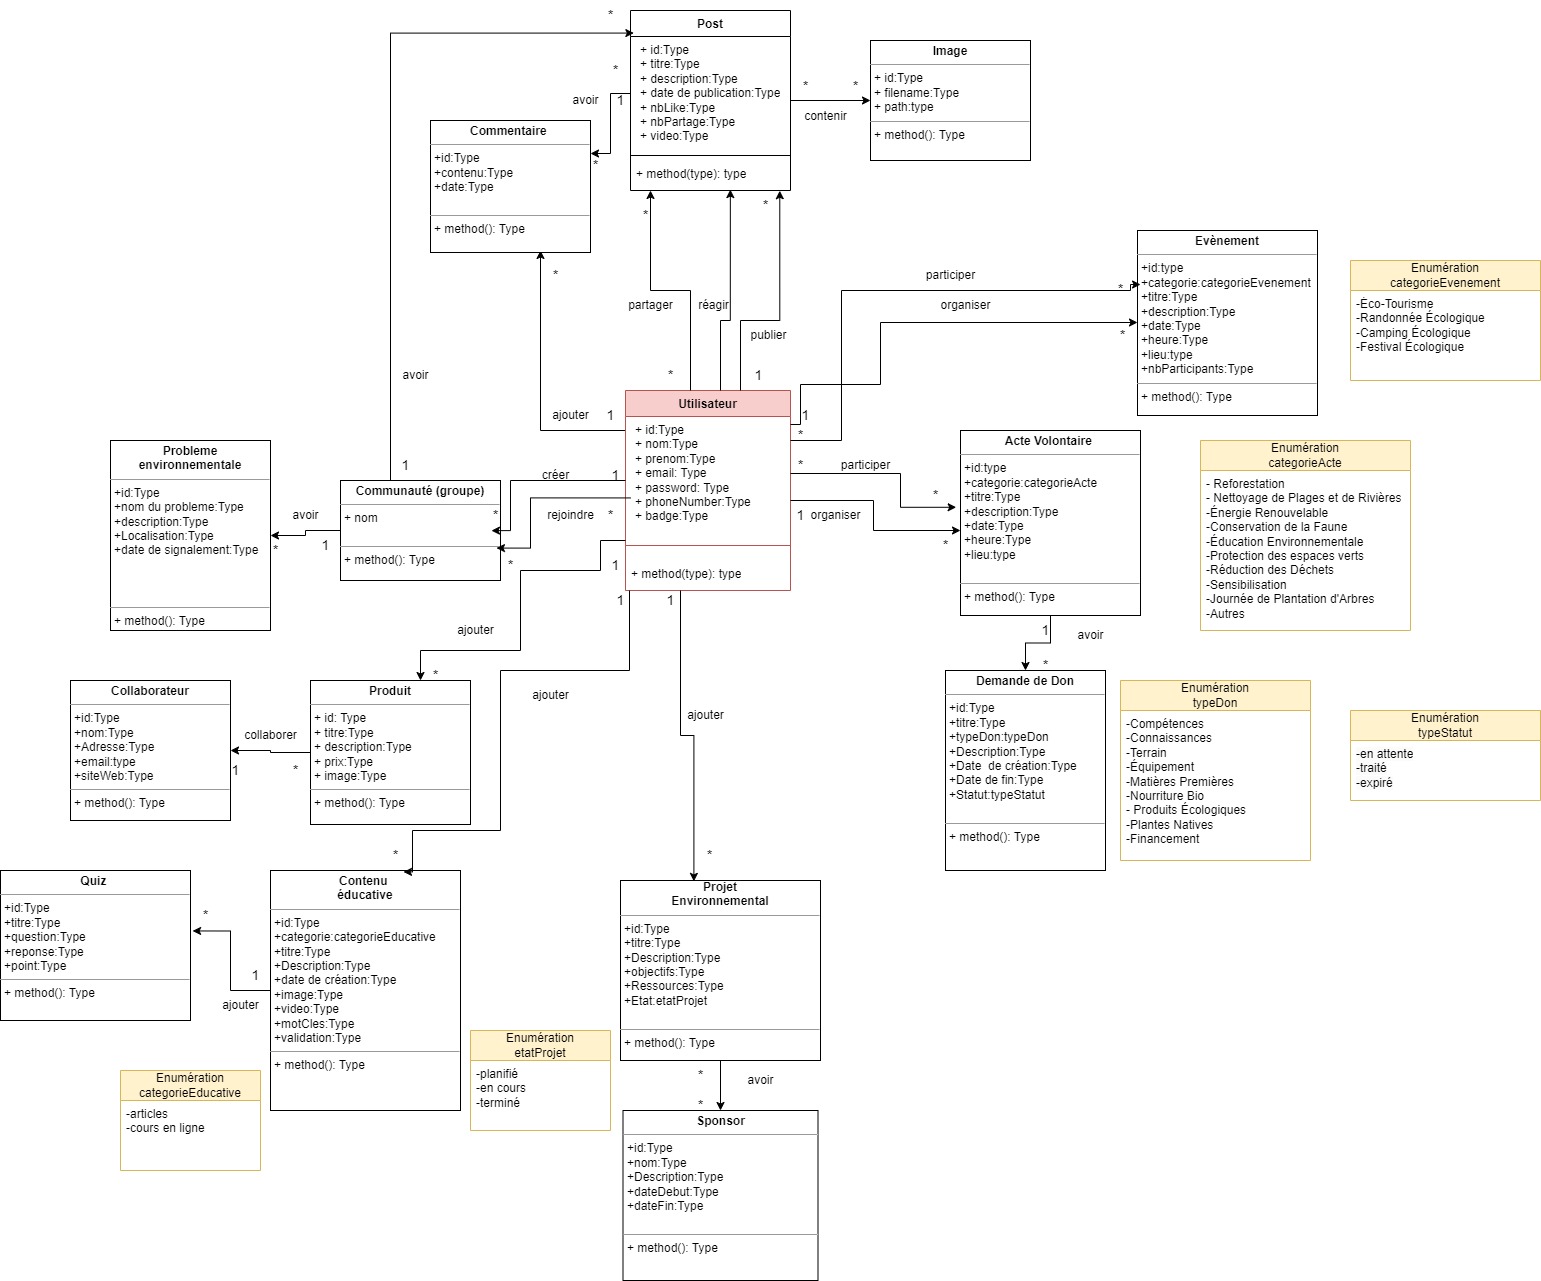 *
Post
+ id:Type
+ titre:Type
+ description:Type
+ date de publication:Type
+ nbLike:Type
+ nbPartage:Type
+ video:Type
+ method(type): type
*
avoir
1
*
* *
contenir
Image
+ id:Type
+ filename:Type
+ path:type
+ method(): Type
Commentaire
+id:Type
+contenu:Type
+date:Type
+ method(): Type
*
*
*
partager
réagir
publier
*
1
participer
*
organiser
*
Evènement
+id:type
+categorie:categorieEvenement
+titre:Type
+description:Type
+date:Type
+heure:Type
+lieu:type
+nbParticipants:Type
+ method(): Type
Enumération
categorieEvenement
-Éco-Tourisme
-Randonnée Écologique
-Camping Écologique
-Festival Écologique
avoir
1
ajouter
1
Utilisateur
+ id:Type
+ nom:Type
+ prenom:Type
+ email: Type
+ password: Type
+ phoneNumber:Type
+ badge:Type
+ method(type): type
1
*
*
participer
*
1
organiser
*
Acte Volontaire
+id:type
+categorie:categorieActe
+titre:Type
+description:Type
+date:Type
+heure:Type
+lieu:type
+ method(): Type
Enumération
categorieActe
- Reforestation
- Nettoyage de Plages et de Rivières
-Énergie Renouvelable
-Conservation de la Faune
-Éducation Environnementale
-Protection des espaces verts
-Réduction des Déchets
-Sensibilisation
-Journée de Plantation d'Arbres
-Autres
Probleme
environnementale
+id:Type
+nom du probleme:Type
+description:Type
+Localisation:Type
+date de signalement:Type
+ method(): Type
avoir
1
*
Communauté (groupe)
+ nom
+ method(): Type
créer
1
*
rejoindre
*
*
1
ajouter
*
1
ajouter
*
1
ajouter
*
1
avoir
*
Demande de Don
+id:Type
+titre:Type
+typeDon:typeDon
+Description:Type
+Date  de création:Type
+Date de fin:Type
+Statut:typeStatut
+ method(): Type
Enumération
typeDon
-Compétences
-Connaissances
-Terrain
-Équipement
-Matières Premières
-Nourriture Bio
- Produits Écologiques
-Plantes Natives
-Financement
Enumération
typeStatut
-en attente
-traité
-expiré
Collaborateur
+id:Type
+nom:Type
+Adresse:Type
+email:type
+siteWeb:Type
+ method(): Type
collaborer
1
*
Produit
+ id: Type
+ titre:Type
+ description:Type
+ prix:Type
+ image:Type
+ method(): Type
Quiz
+id:Type
+titre:Type
+question:Type
+reponse:Type
+point:Type
+ method(): Type
*
1
ajouter
Contenu
éducative
+id:Type
+categorie:categorieEducative
+titre:Type
+Description:Type
+date de création:Type
+image:Type
+video:Type
+motCles:Type
+validation:Type
+ method(): Type
Projet
Environnemental
+id:Type
+titre:Type
+Description:Type
+objectifs:Type
+Ressources:Type
+Etat:etatProjet
+ method(): Type
Enumération
etatProjet
-planifié
-en cours
-terminé
Enumération
categorieEducative
-articles
-cours en ligne
*
avoir
*
Sponsor
+id:Type
+nom:Type
+Description:Type
+dateDebut:Type
+dateFin:Type
+ method(): Type